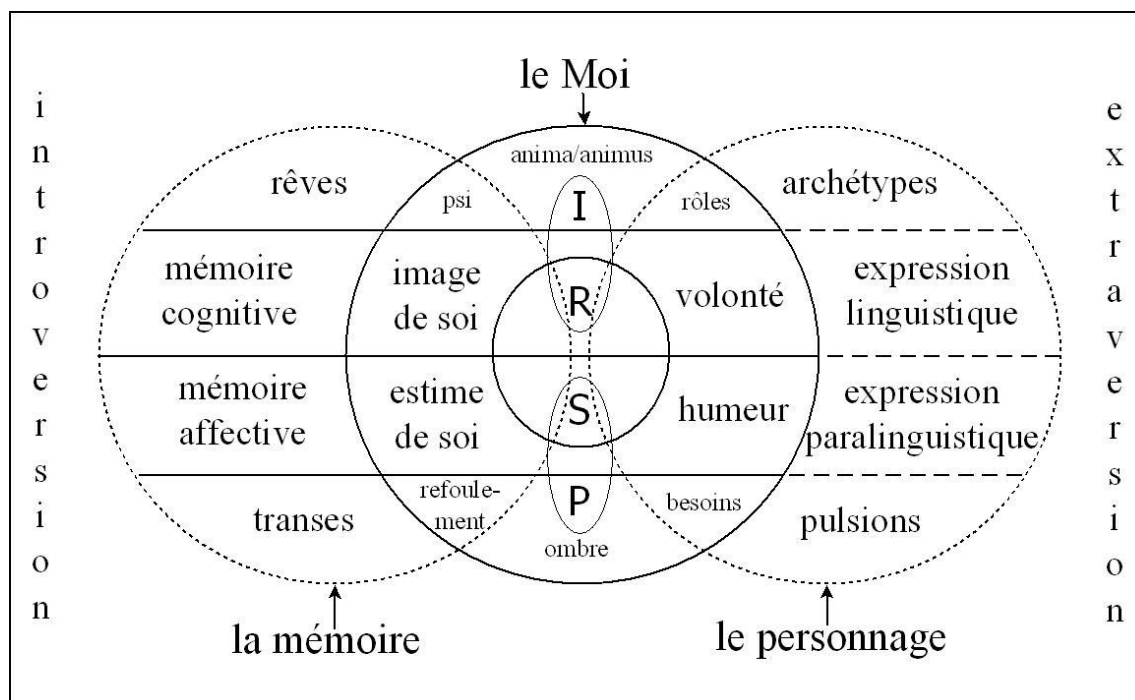 le Moi
introversion
extraversion
anima/animus
rêves
psi
I
rôles
archétypes
mémoire
cognitive
image
de soi
R
volonté
expression
linguistique
mémoire
affective
estime
de soi
S
humeur
expression
paralinguistique
transes
refoule-
ment
P
besoins
pulsions
ombre
la mémoire
le personnage